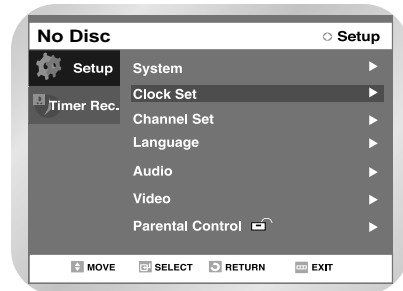 No Disc
Setup
Setup
System
Clock Set
Timer Rec.
Channel Set
Language
Audio
Video
Parental Control
MOVE SELECT RETURN EXIT